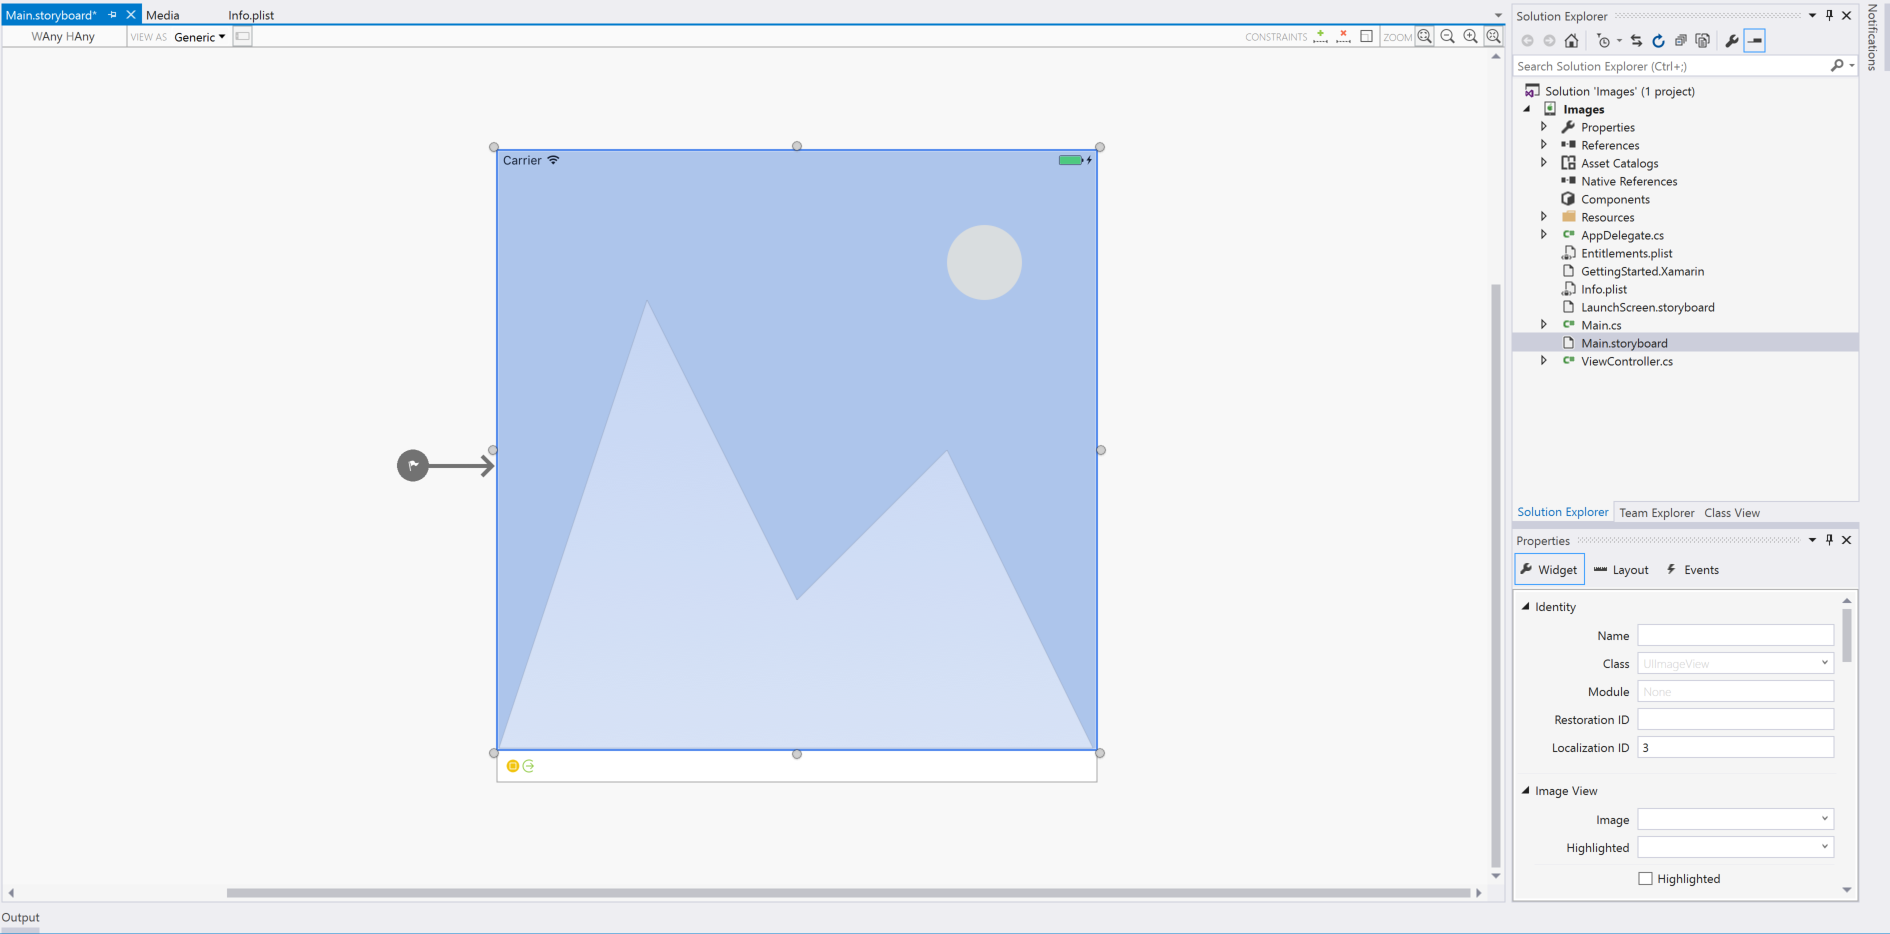 Main.storyboard*
Media
Info.plist
WAny HAny
VIEW AS Generic
CONSTRAINTS
ZOOM
Carrier
Output
Solution Explorer
Search Solution Explorer (Ctrl+;)
Solution 'Images' (1 project)
Images
Properties
References
Asset Catalogs
Native References
Components
Resources
C# AppDelegate.cs
Entitlements.plist
GettingStarted.Xamarin
Info.plist
LaunchScreen.storyboard
C# Main.cs
Main.storyboard
C# ViewController.cs
Solution Explorer Team Explorer Class View
Properties
Widget Layout Events
Identity
Name
Class UIImageView
Module None
Restoration ID
Localization ID 3
Image View
Image
Highlighted
Highlighted
Notifications